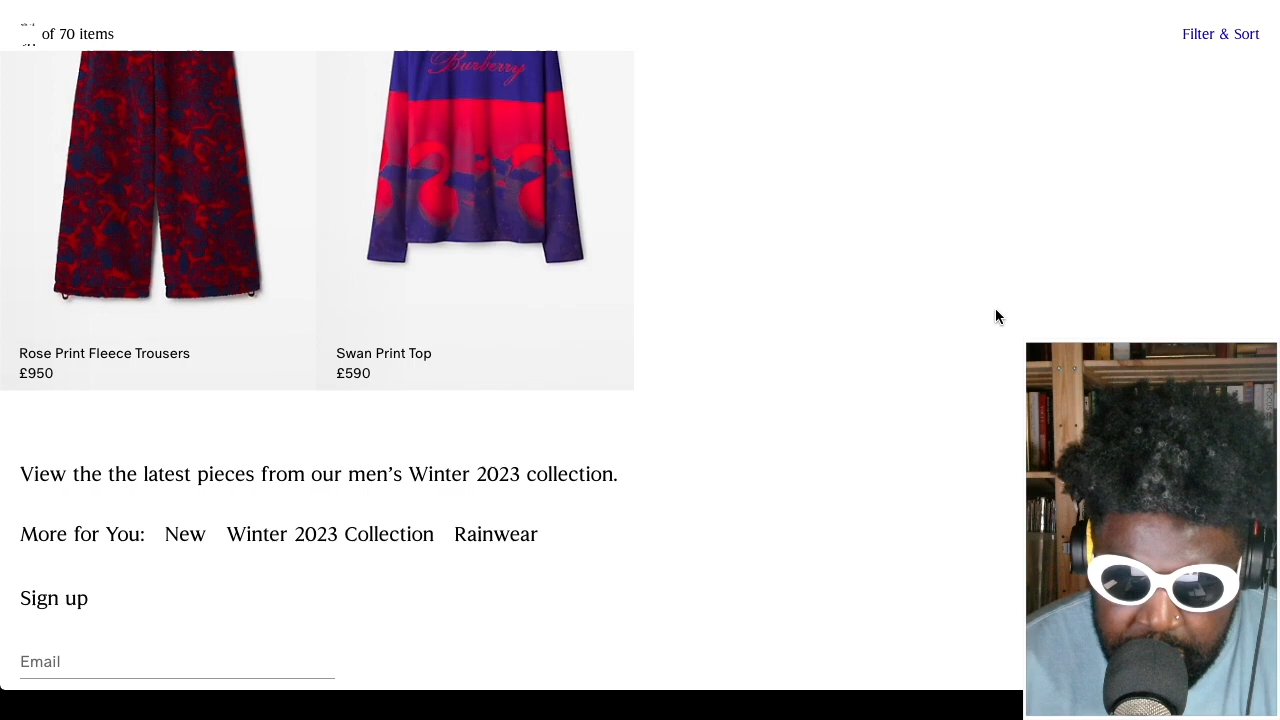 of 70 items
Filter & Sort
Burberry
Rose Print Fleece Trousers
£950
Swan Print Top
£590
View the the latest pieces from our men’s Winter 2023 collection.
More for You: New Winter 2023 Collection Rainwear
Sign up
Email